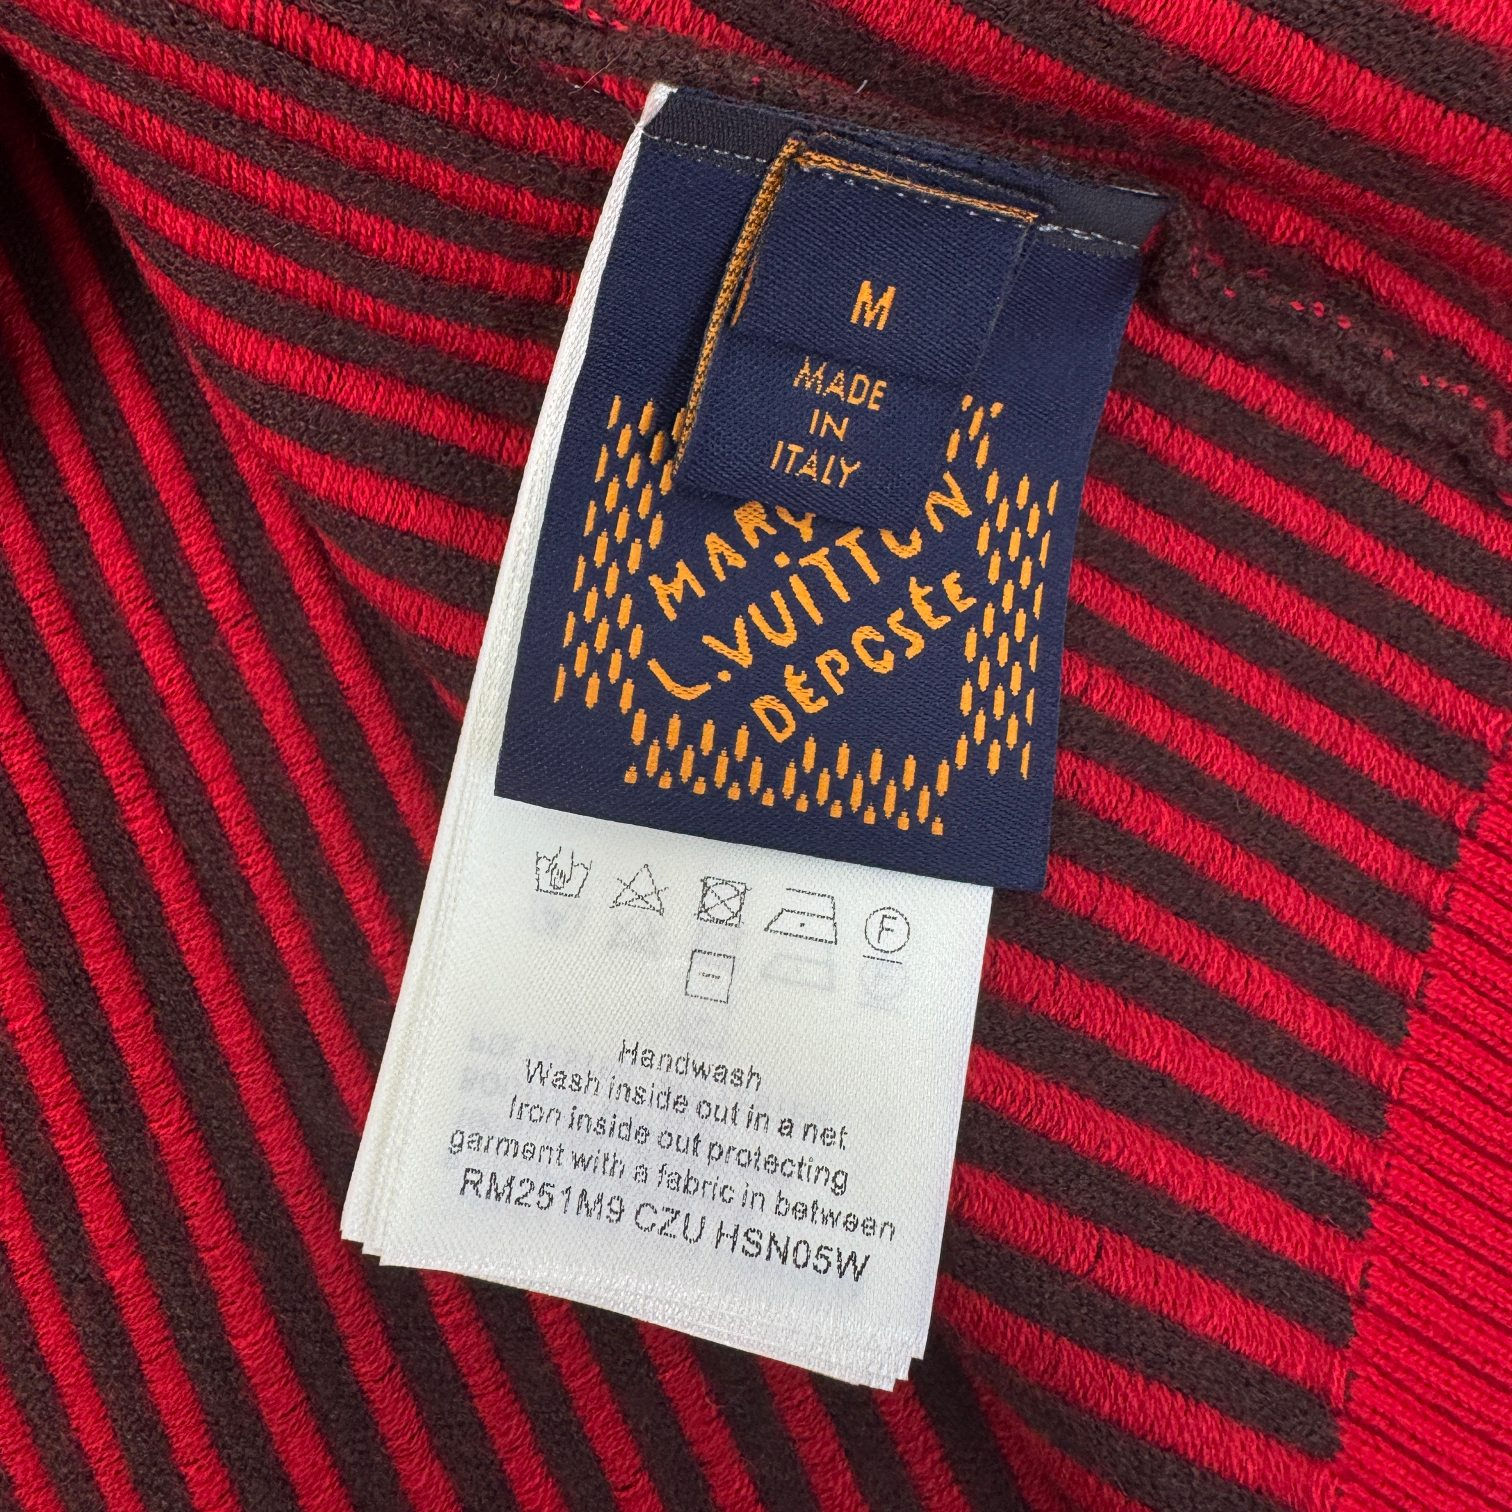 M
MADE
IN
ITALY
MARQ
L.VUITTON
DÉPOSÉE
F
Handwash
Wash inside out in a net
Iron inside out protecting
garment with a fabric in between
RM251M9 CZU HSN05W